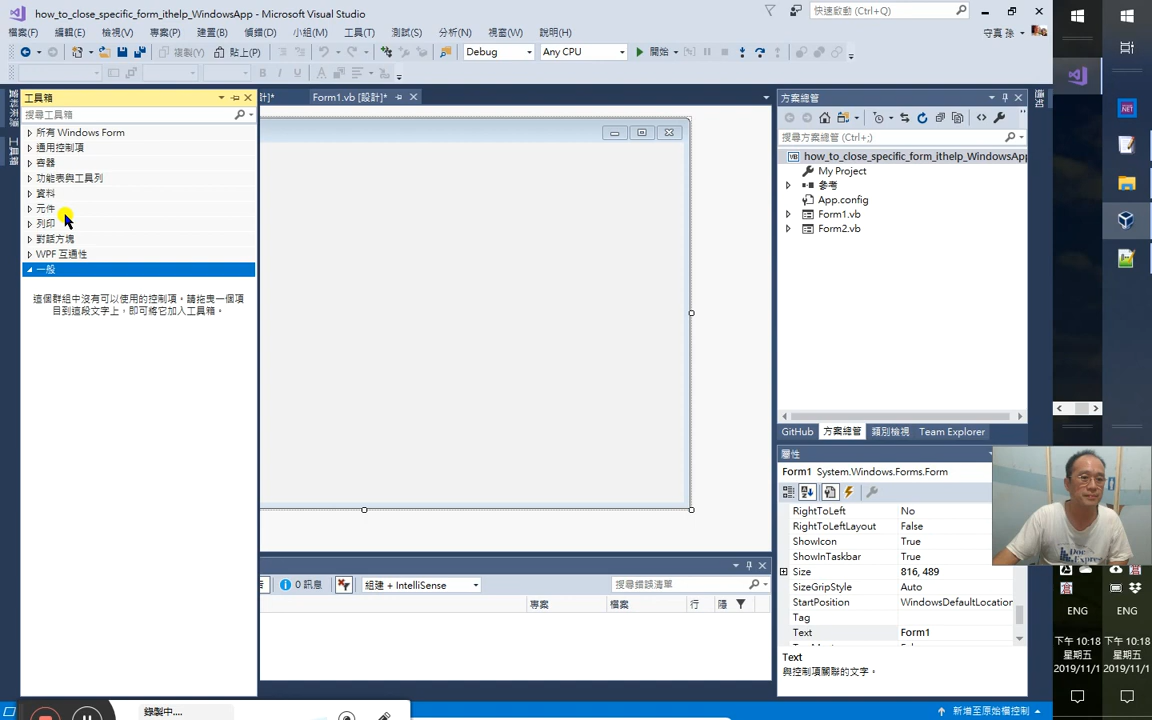 how_to_close_specific_form_ithelp_WindowsApp - Microsoft Visual Studio
快速啟動 (Ctrl+Q)
檔案(F) 編輯(E) 檢視(V) 專案(P) 建置(B) 偵錯(D) 小組(M) 工具(T) 測試(S) 分析(N) 視窗(W) 說明(H)
守真 孫
複製(Y) 貼上(P) Debug Any CPU 開始
工具箱
Form1.vb [設計]*
搜尋工具箱
所有 Windows Form
通用控制項
容器
功能表與工具列
資料
元件
列印
對話方塊
WPF 互通性
一般
這個群組中沒有可以使用的控制項。請拖曳一個項
目到這段文字上，即可將它加入工具箱。
方案總管
搜尋方案總管 (Ctrl+;)
how_to_close_specific_form_ithelp_WindowsApp
My Project
參考
App.config
Form1.vb
Form2.vb
GitHub 方案總管 類別檢視 Team Explorer
屬性
Form1 System.Windows.Forms.Form
RightToLeft No
RightToLeftLayout False
ShowIcon True
ShowInTaskbar True
Size 816, 489
SizeGripStyle Auto
StartPosition WindowsDefaultLocation
Tag
Text Form1
Text
與控制項關聯的文字。
0 訊息 組建 + IntelliSense 搜尋錯誤清單
專案 檔案 行
錄製中....
新增至原始檔控制
ENG ENG
下午 10:18 下午 10:18
星期五 星期五
2019/11/1 2019/11/1